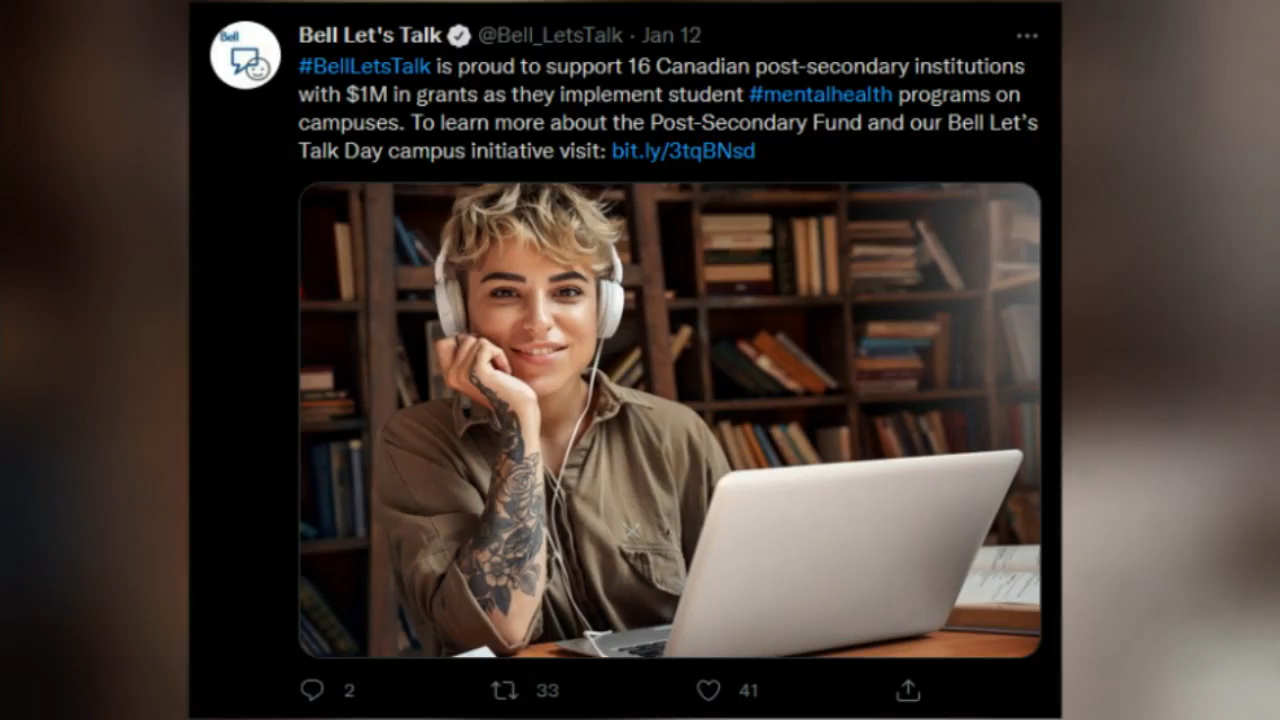 Bell
Bell Let's Talk @Bell_LetsTalk · Jan 12
#BellLetsTalk is proud to support 16 Canadian post-secondary institutions
with $1M in grants as they implement student #mentalhealth programs on
campuses. To learn more about the Post-Secondary Fund and our Bell Let's
Talk Day campus initiative visit: bit.ly/3tqBNsd
2 33 41